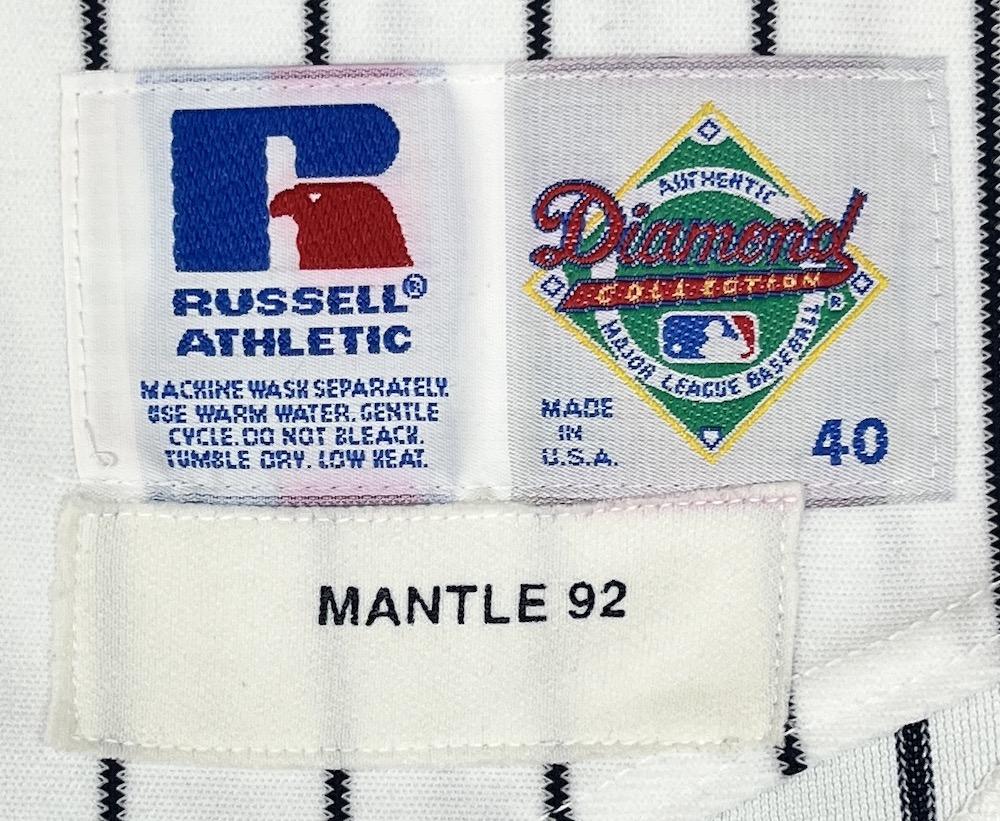 RUSSELL®
ATHLETIC
MACHINE WASH SEPARATELY.
USE WARM WATER. GENTLE
CYCLE. DO NOT BLEACH.
TUMBLE DRY. LOW HEAT.
AUTHENTIC
Diamond
COLLECTION
®
MAJOR LEAGUE BASEBALL
MADE
IN
U.S.A.
40
MANTLE 92